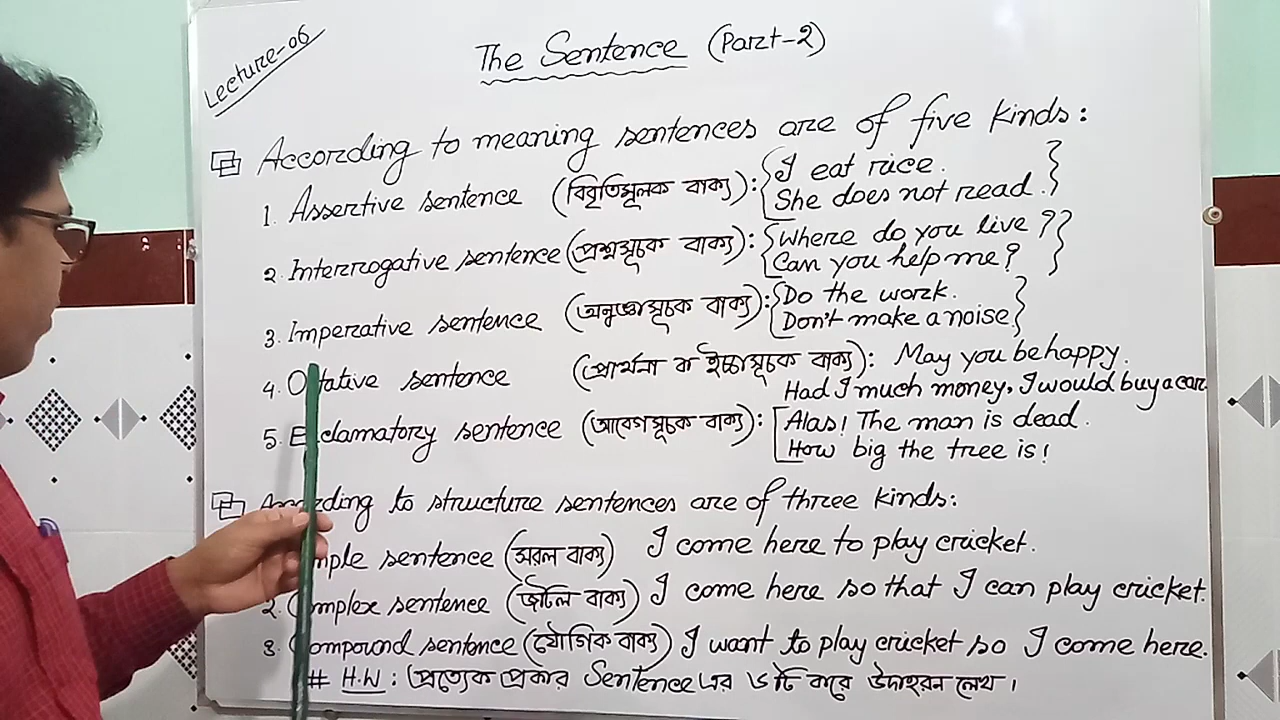 Lecture-06
The Sentence (Part-2)
According to meaning sentences are of five kinds:
1. Assertive sentence (বিবৃতিমূলক বাক্য): I eat rice.
She does not read.
2. Interrogative sentence (প্রশ্নসূচক বাক্য): Where do you live?
Can you help me?
3. Imperative sentence (অনুজ্ঞাসূচক বাক্য): Do the work.
Don't make a noise.
4. Optative sentence (প্রার্থনা বা ইচ্ছাসূচক বাক্য): May you be happy.
Had I much money, I would buy a car
5. Exclamatory sentence (আবেগসূচক বাক্য): Alas! The man is dead.
How big the tree is!
According to structure sentences are of three kinds:
Simple sentence (সরল বাক্য) I come here to play cricket.
2. Complex sentence (জটিল বাক্য) I come here so that I can play cricket.
3. Compound sentence (যৌগিক বাক্য) I want to play cricket so I come here.
# H.W: প্রত্যেক প্রকার Sentence এর ৬টি করে উদাহরন লেখ।